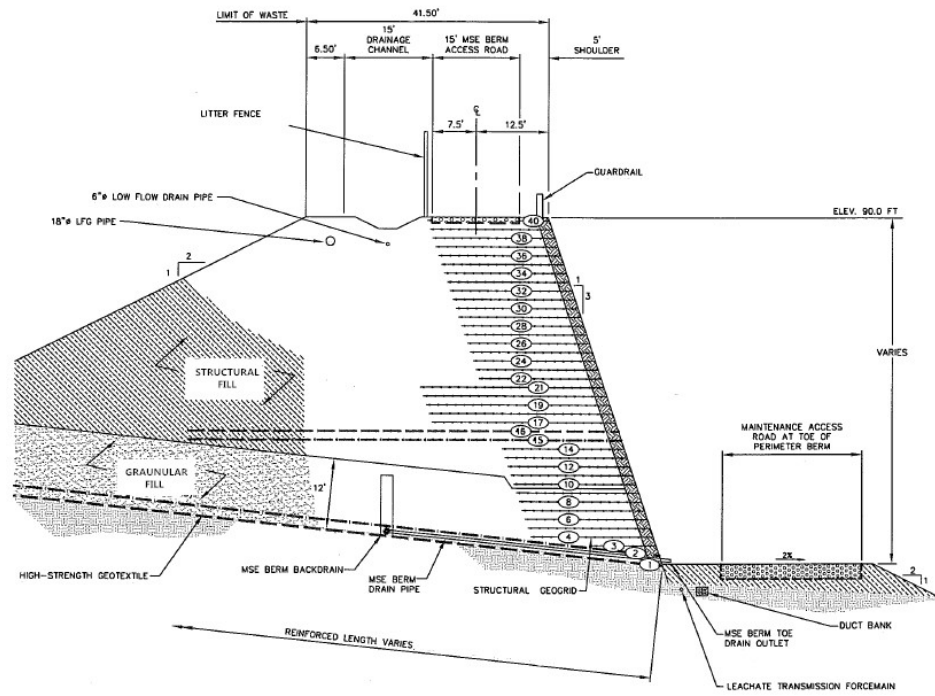 LIMIT OF WASTE
41.50'
15'
DRAINAGE
CHANNEL
15' MSE BERM
ACCESS ROAD
5'
SHOULDER
6.50'
LITTER FENCE
℄
7.5'
12.5'
GUARDRAIL
6"ø LOW FLOW DRAIN PIPE
18"ø LFG PIPE
ELEV. 90.0 FT
40
38
2
1
36
34
1
3
32
30
28
26
VARIES
24
STRUCTURAL
FILL
22
21
19
17
16
15
MAINTENANCE ACCESS
ROAD AT TOE OF
PERIMETER BERM
14
12
GRAUNULAR
FILL
12'
10
8
6
4
3
2
1
2%
2
1
HIGH-STRENGTH GEOTEXTILE
MSE BERM BACKDRAIN
MSE BERM
DRAIN PIPE
STRUCTURAL GEOGRID
DUCT BANK
REINFORCED LENGTH VARIES
MSE BERM TOE
DRAIN OUTLET
LEACHATE TRANSMISSION FORCEMAIN